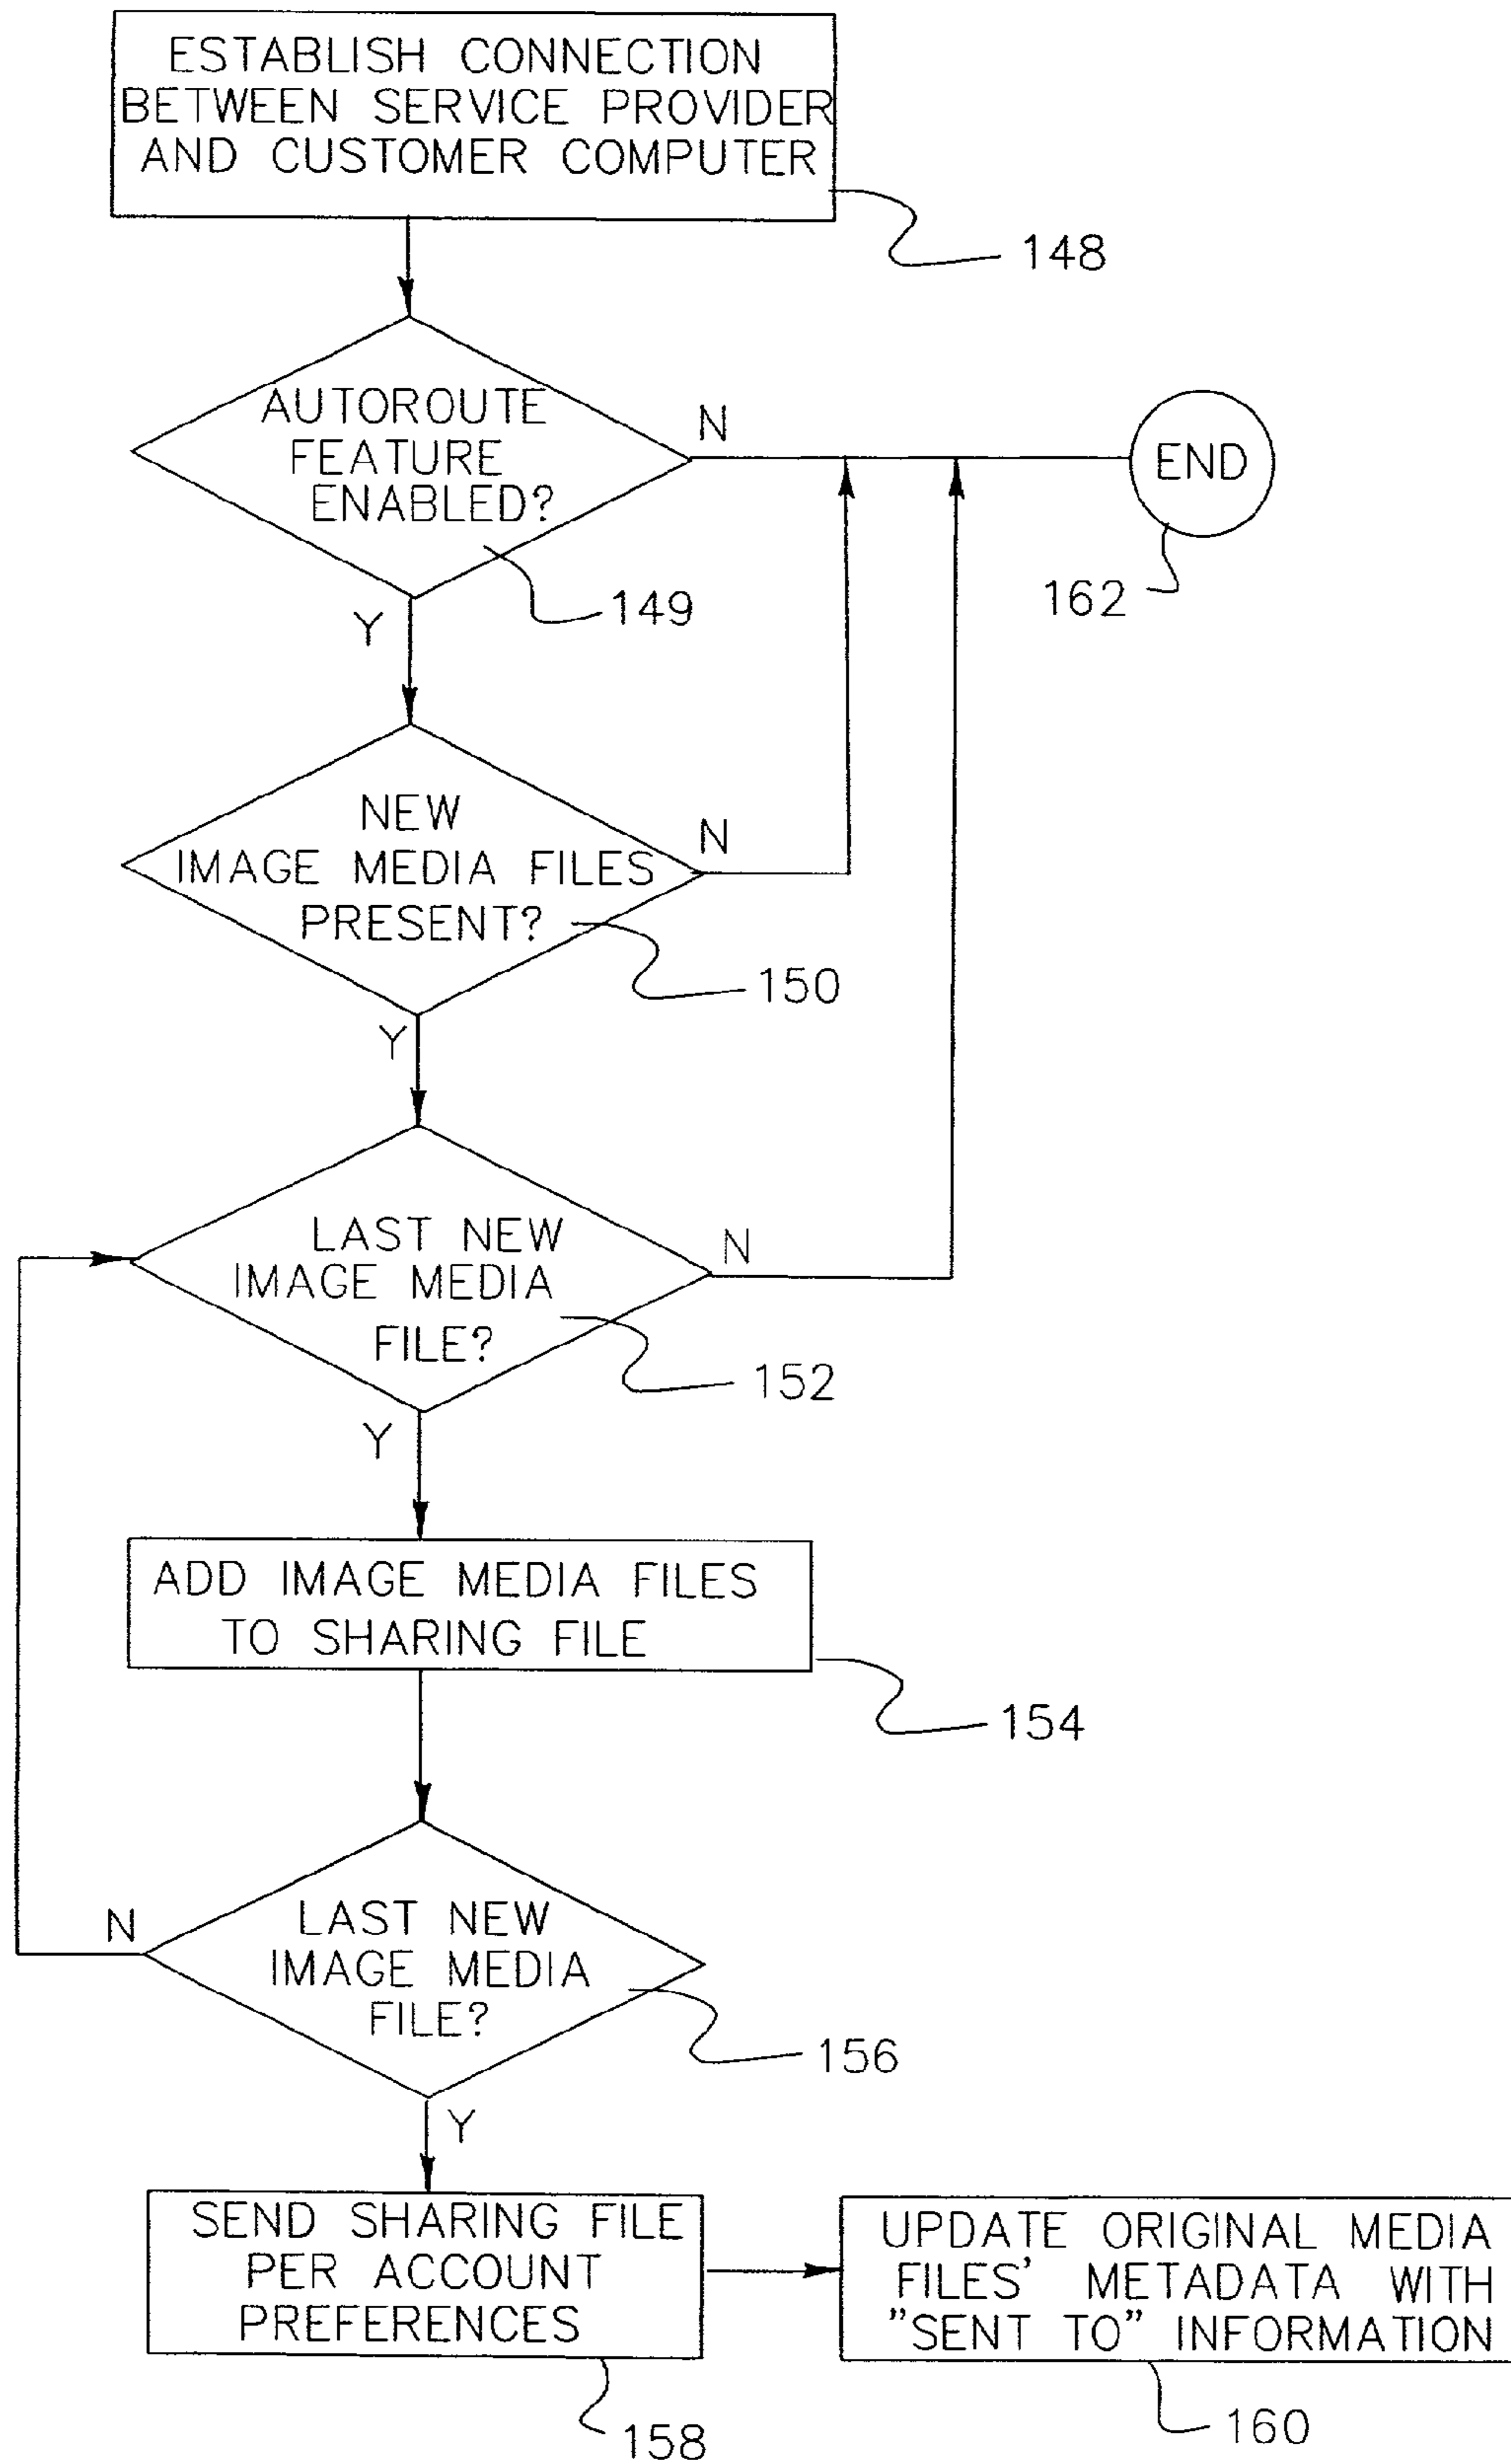 ESTABLISH CONNECTION
BETWEEN SERVICE PROVIDER
AND CUSTOMER COMPUTER
148
AUTOROUTE
FEATURE
ENABLED?
N
END
149
162
Y
NEW
IMAGE MEDIA FILES
PRESENT?
N
150
Y
LAST NEW
IMAGE MEDIA
FILE?
N
152
Y
ADD IMAGE MEDIA FILES
TO SHARING FILE
154
LAST NEW
IMAGE MEDIA
FILE?
N
156
Y
SEND SHARING FILE
PER ACCOUNT
PREFERENCES
158
UPDATE ORIGINAL MEDIA
FILES' METADATA WITH
"SENT TO" INFORMATION
160